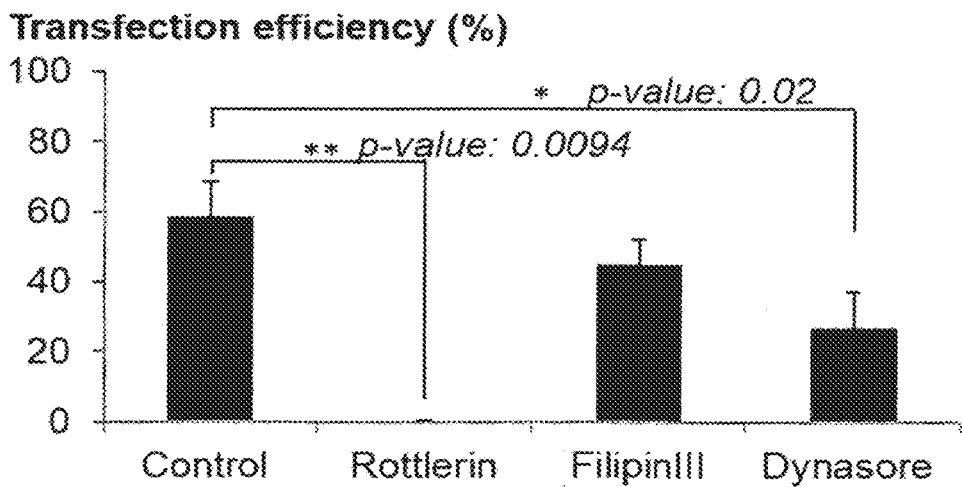 Transfection efficiency (%)
100
* p-value: 0.02
80
** p-value: 0.0094
60
40
20
0
Control Rottlerin FilipinIII Dynasore